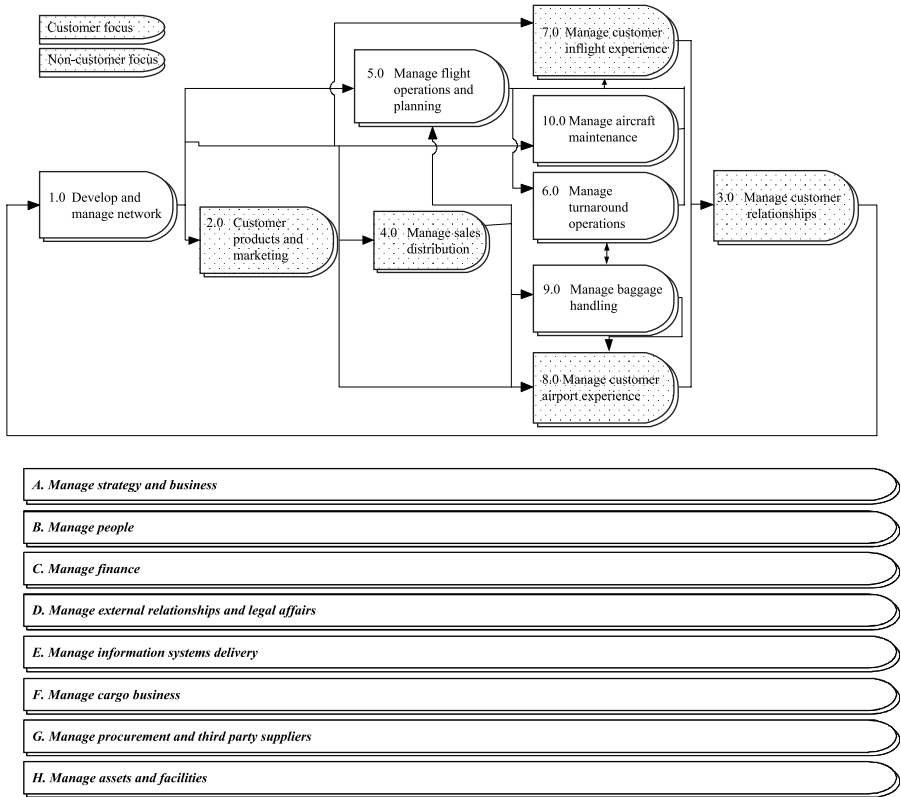 Customer focus
Non-customer focus
7.0 Manage customer
inflight experience
5.0 Manage flight
operations and
planning
10.0 Manage aircraft
maintenance
1.0 Develop and
manage network
6.0 Manage
turnaround
operations
3.0 Manage customer
relationships
2.0 Customer
products and
marketing
4.0 Manage sales
distribution
9.0 Manage baggage
handling
8.0 Manage customer
airport experience
A. Manage strategy and business
B. Manage people
C. Manage finance
D. Manage external relationships and legal affairs
E. Manage information systems delivery
F. Manage cargo business
G. Manage procurement and third party suppliers
H. Manage assets and facilities